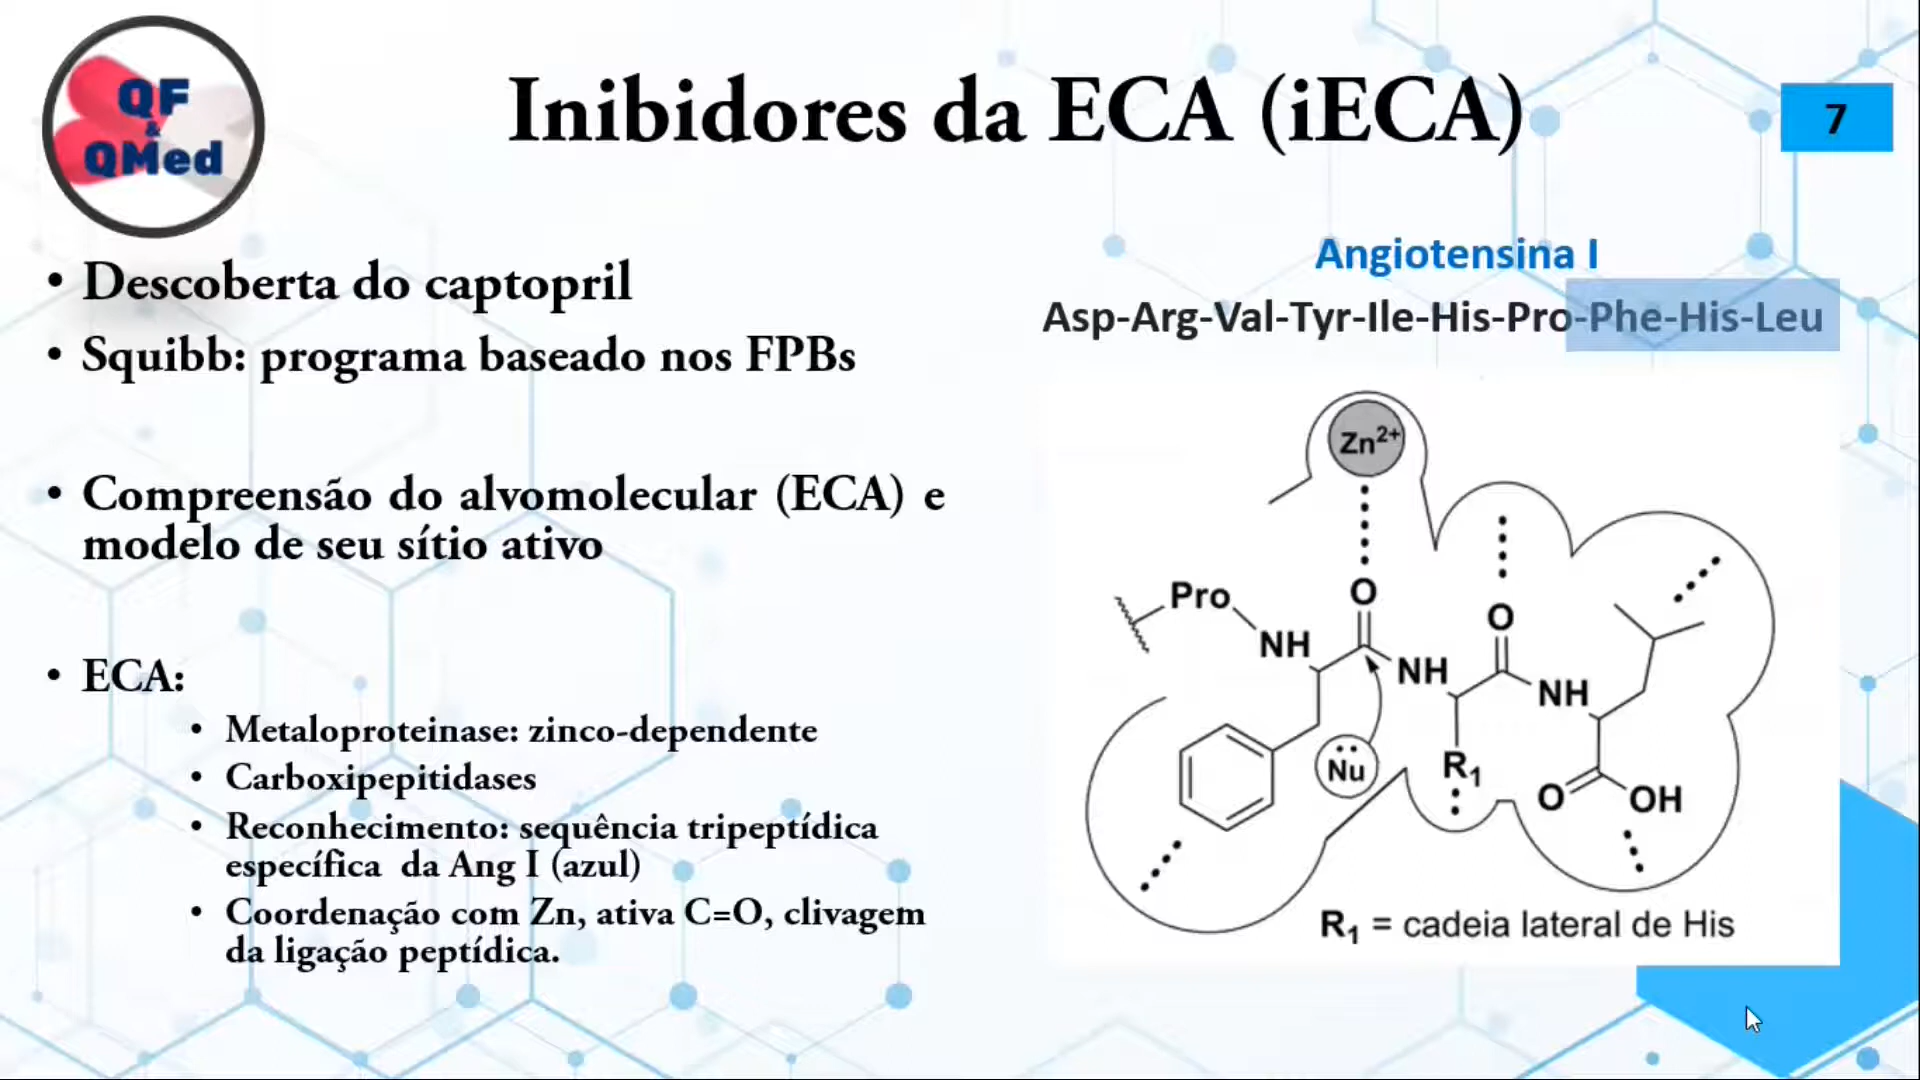 QF
&
QMed
Inibidores da ECA (iECA)
7
• Descoberta do captopril
• Squibb: programa baseado nos FPBs
• Compreensão do alvomolecular (ECA) e
modelo de seu sítio ativo
• ECA:
• Metaloproteinase: zinco-dependente
• Carboxipepitidases
• Reconhecimento: sequência tripeptídica
específica da Ang I (azul)
• Coordenação com Zn, ativa C=O, clivagem
da ligação peptídica.
Angiotensina I
Asp-Arg-Val-Tyr-Ile-His-Pro-Phe-His-Leu
Zn²⁺
Pro
O
O
NH
NH
NH
Nu
R₁
O
OH
R₁ = cadeia lateral de His